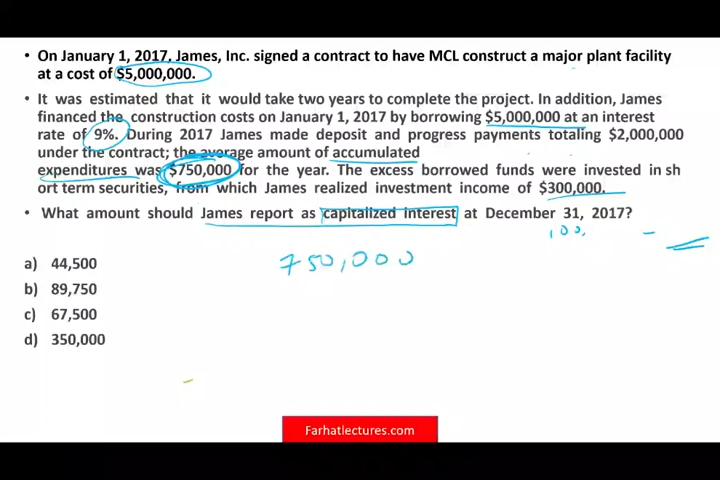 • On January 1, 2017, James, Inc. signed a contract to have MCL construct a major plant facility
at a cost of $5,000,000.
• It was estimated that it would take two years to complete the project. In addition, James
financed the construction costs on January 1, 2017 by borrowing $5,000,000 at an interest
rate of 9%. During 2017 James made deposit and progress payments totaling $2,000,000
under the contract; the average amount of accumulated
expenditures was $750,000 for the year. The excess borrowed funds were invested in sh
ort term securities, from which James realized investment income of $300,000.
• What amount should James report as capitalized interest at December 31, 2017?
100,
750,000
a) 44,500
b) 89,750
c) 67,500
d) 350,000
Farhatlectures.com